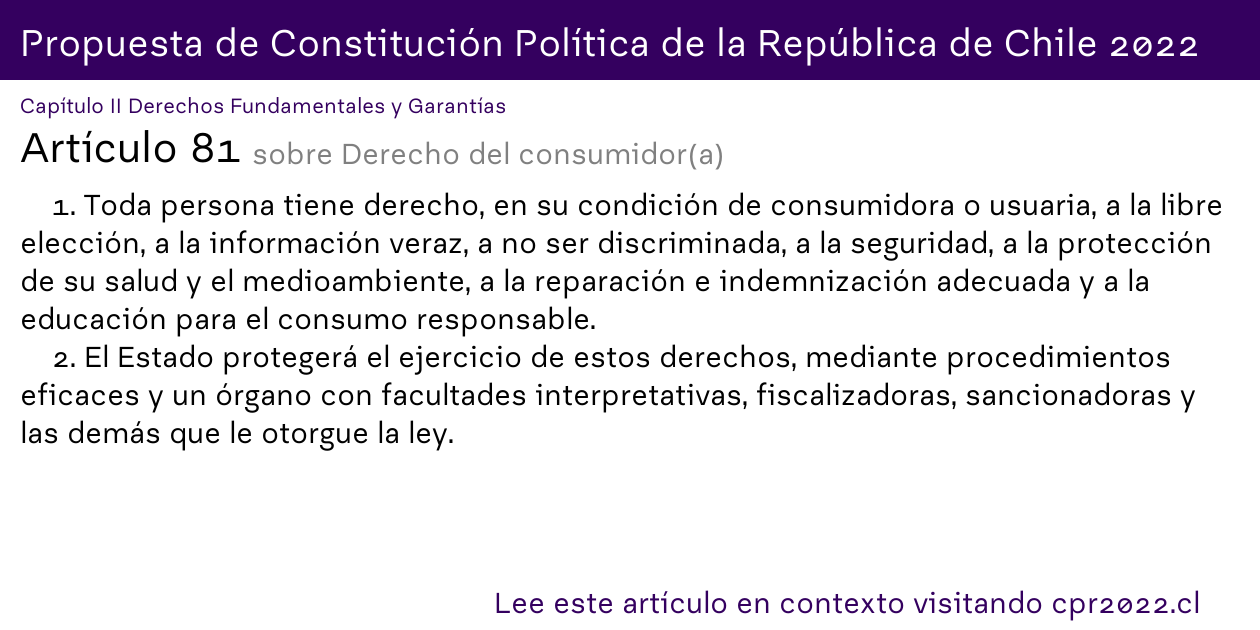 Propuesta de Constitución Política de la República de Chile 2022
Capítulo II Derechos Fundamentales y Garantías
Artículo 81 sobre Derecho del consumidor(a)
1. Toda persona tiene derecho, en su condición de consumidora o usuaria, a la libre
elección, a la información veraz, a no ser discriminada, a la seguridad, a la protección
de su salud y el medioambiente, a la reparación e indemnización adecuada y a la
educación para el consumo responsable.
2. El Estado protegerá el ejercicio de estos derechos, mediante procedimientos
eficaces y un órgano con facultades interpretativas, fiscalizadoras, sancionadoras y
las demás que le otorgue la ley.
Lee este artículo en contexto visitando cpr2022.cl